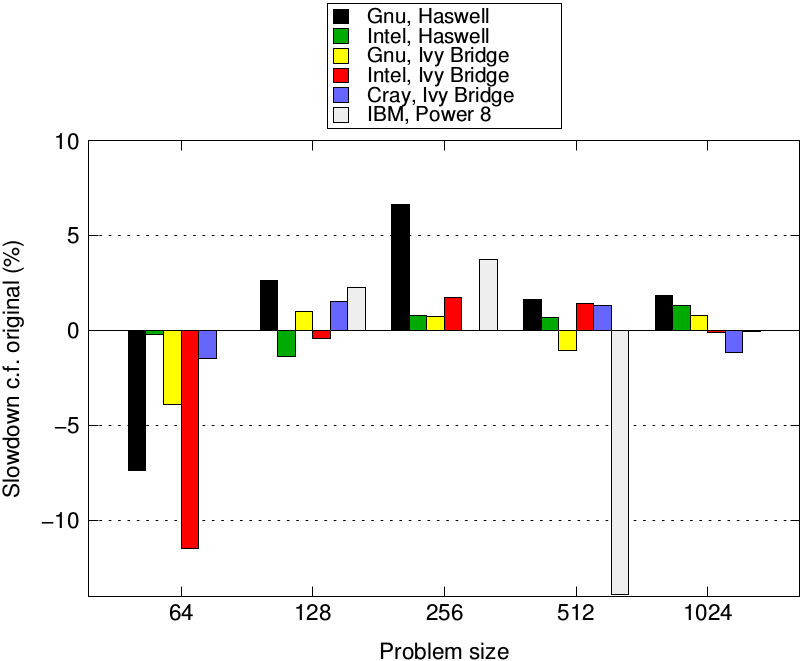 Gnu, Haswell
Intel, Haswell
Gnu, Ivy Bridge
Intel, Ivy Bridge
Cray, Ivy Bridge
IBM, Power 8
10
5
0
−5
−10
Slowdown c.f. original (%)
64 128 256 512 1024
Problem size